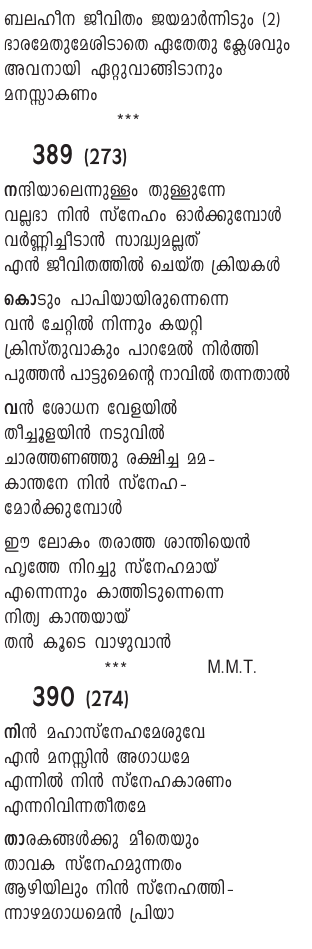 ബലഹീന ജീവിതം ജയമാർന്നിടും (2)
ഭാരമേതുമേശിടാതെ ഏതേതു ക്ലേശവും
അവനായി ഏറ്റുവാങ്ങിടാനും
മനസ്സാകണം
***
389 (273)
നന്ദിയാലെന്നുള്ളം തുള്ളുന്നേ
വല്ലഭാ നിൻ സ്നേഹം ഓർക്കുമ്പോൾ
വർണ്ണിച്ചീടാൻ സാദ്ധ്യമല്ലത്
എൻ ജീവിതത്തിൽ ചെയ്ത ക്രിയകൾ
കൊടും പാപിയായിരുന്നെന്നെ
വൻ ചേറ്റിൽ നിന്നും കയറ്റി
ക്രിസ്തുവാകും പാറമേൽ നിർത്തി
പുത്തൻ പാട്ടുമെന്റെ നാവിൽ തന്നതാൽ
വൻ ശോധന വേളയിൽ
തീച്ചൂളയിൻ നടുവിൽ
ചാരത്തണഞ്ഞു രക്ഷിച്ച മമ-
കാന്തനേ നിൻ സ്നേഹ-
മോർക്കുമ്പോൾ
ഈ ലോകം തരാത്ത ശാന്തിയെൻ
ഹൃത്തേ നിറച്ചു സ്നേഹമായ്
എന്നെന്നും കാത്തിടുന്നെന്നെ
നിത്യ കാന്തയായ്
തൻ കൂടെ വാഴുവാൻ
*** M.M.T.
390 (274)
നിൻ മഹാസ്നേഹമേശുവേ
എൻ മനസ്സിൻ അഗാധമേ
എന്നിൽ നിൻ സ്നേഹകാരണം
എന്നറിവിന്നതീതമേ
താരകങ്ങൾക്കു മീതെയും
താവക സ്നേഹമുന്നതം
ആഴിയിലും നിൻ സ്നേഹത്തി-
ന്നാഴമഗാധമെൻ പ്രിയാ